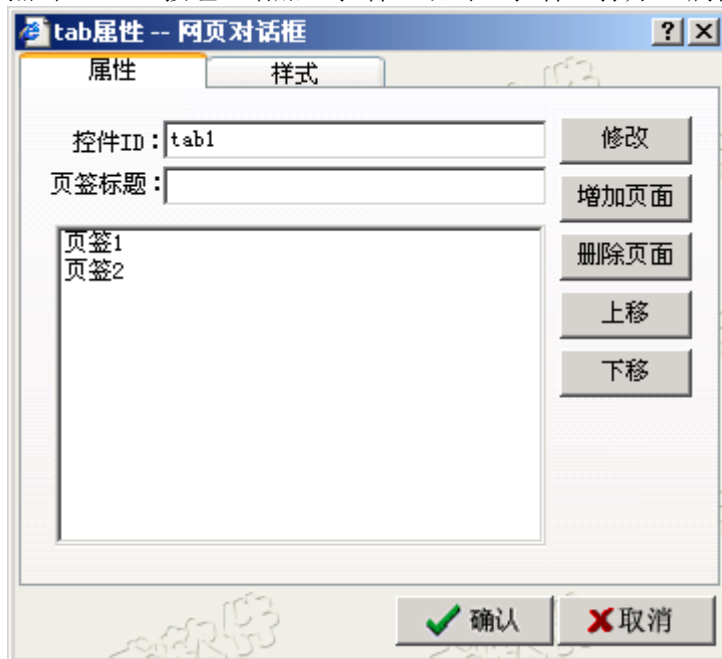 tab属性 -- 网页对话框
属性 样式
控件ID：tab1 修改
页签标题： 增加页面
页签1 删除页面
页签2
上移
下移
确认 取消